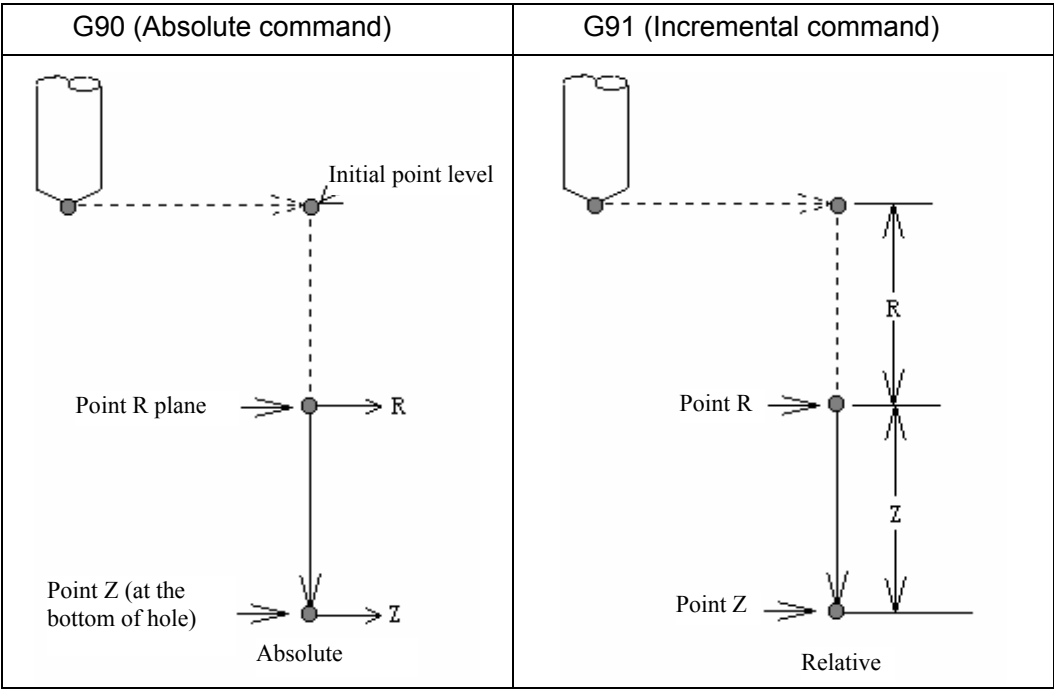 G90 (Absolute command)
G91 (Incremental command)
Initial point level
Point R plane
R
Point Z (at the
bottom of hole)
Z
Absolute
R
Point R
Z
Point Z
Relative